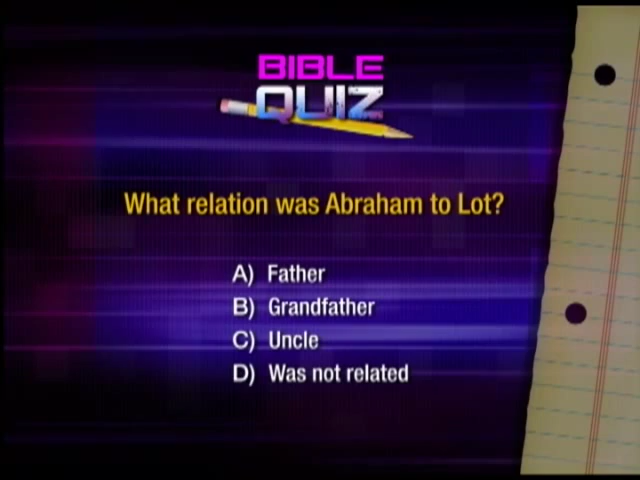 BIBLE
QUIZ
What relation was Abraham to Lot?
A) Father
B) Grandfather
C) Uncle
D) Was not related